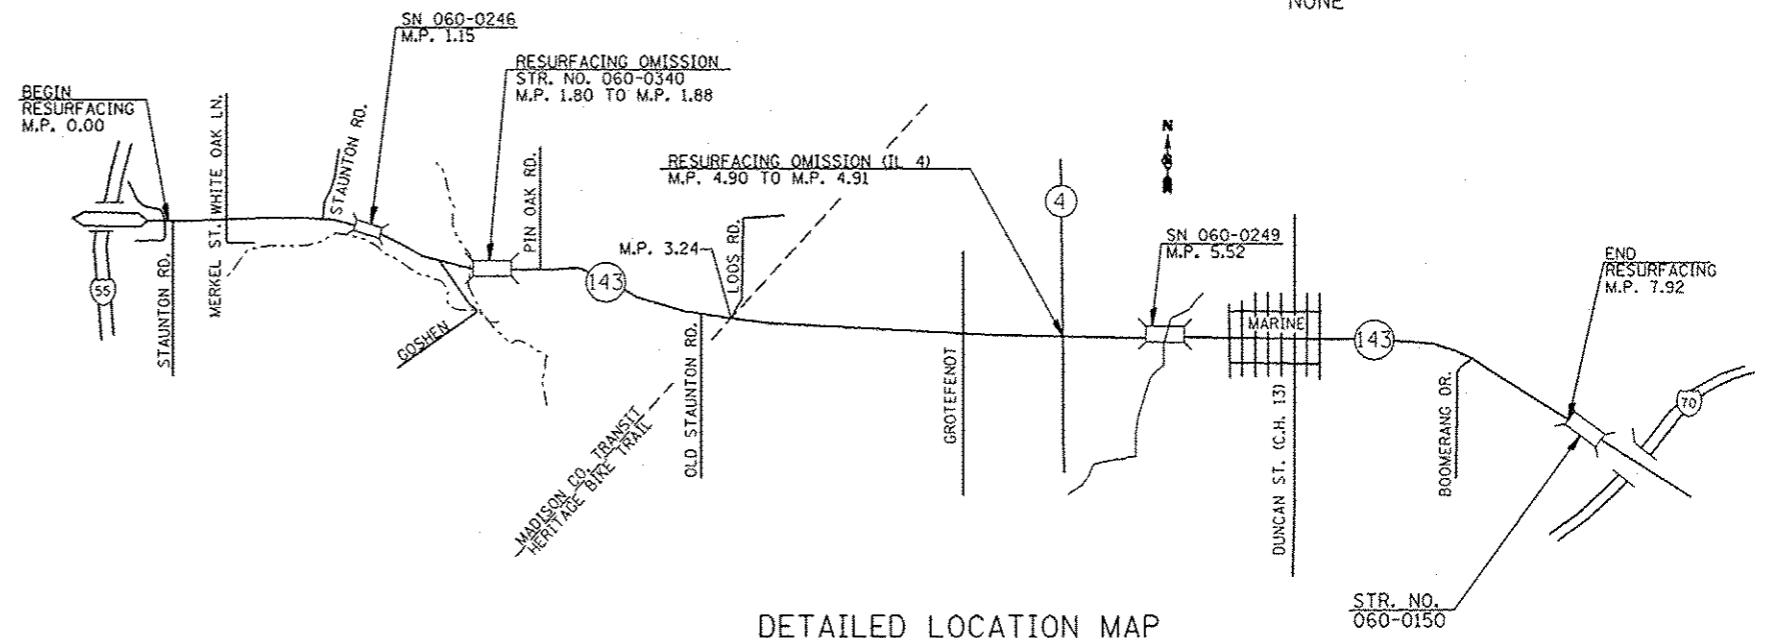 NONE
SN 060-0246
M.P. 1.15
RESURFACING OMISSION
STR. NO. 060-0340
M.P. 1.80 TO M.P. 1.88
BEGIN
RESURFACING
M.P. 0.00
MERKEL ST. WHITE OAK LN.
STAUNTON RD.
PIN OAK RD.
RESURFACING OMISSION (IL 4)
M.P. 4.90 TO M.P. 4.91
N
4
LOOS RD.
M.P. 3.24
SN 060-0249
M.P. 5.52
END
RESURFACING
M.P. 7.92
55
STAUNTON RD.
143
GOSHEN
MARINE
143
OLD STAUNTON RD.
GROTEFENDT
DUNCAN ST. (C.H. 13)
BOOMERANG DR.
70
MADISON CO. TRANSIT
HERITAGE BIKE TRAIL
STR. NO.
060-0150
DETAILED LOCATION MAP